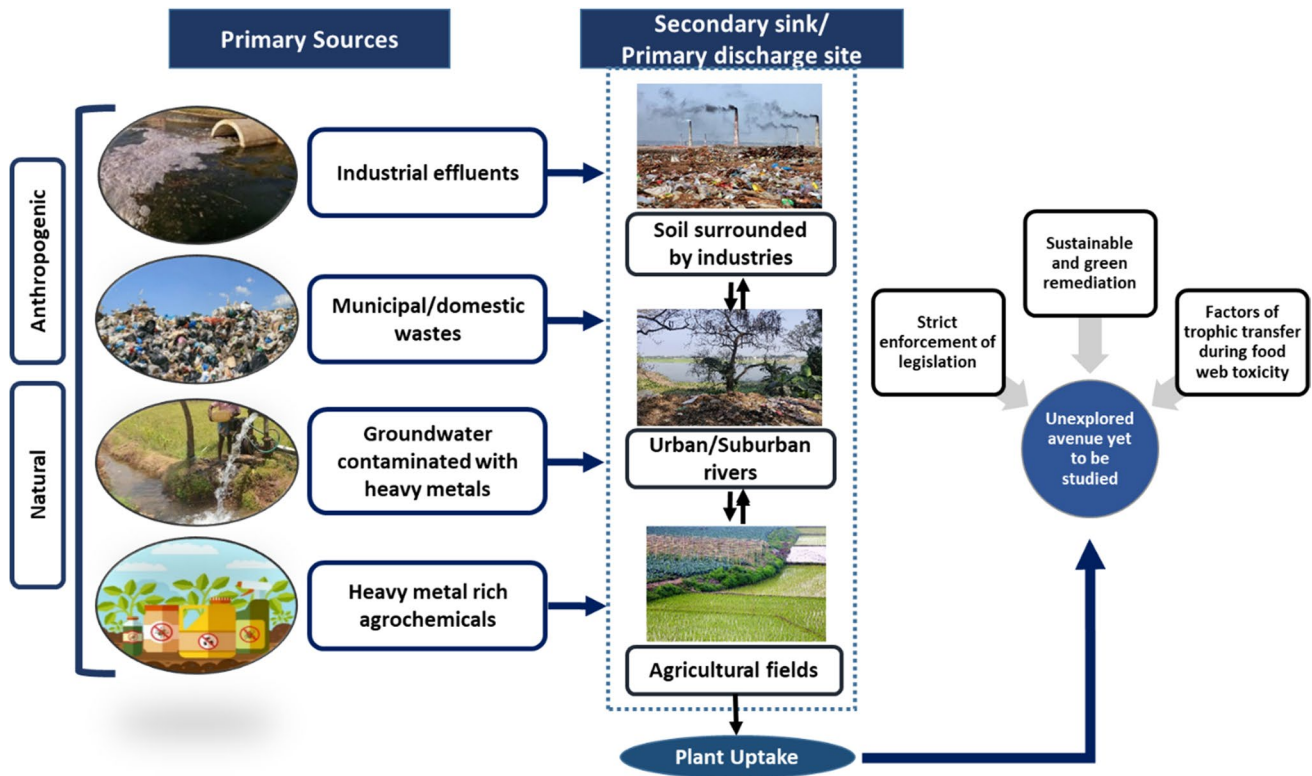 Primary Sources
Secondary sink/
Primary discharge site
Anthropogenic
Natural
Industrial effluents
Municipal/domestic
wastes
Groundwater
contaminated with
heavy metals
Heavy metal rich
agrochemicals
Soil surrounded
by industries
Urban/Suburban
rivers
Agricultural fields
Plant Uptake
Strict
enforcement of
legislation
Sustainable
and green
remediation
Factors of
trophic transfer
during food
web toxicity
Unexplored
avenue yet
to be
studied